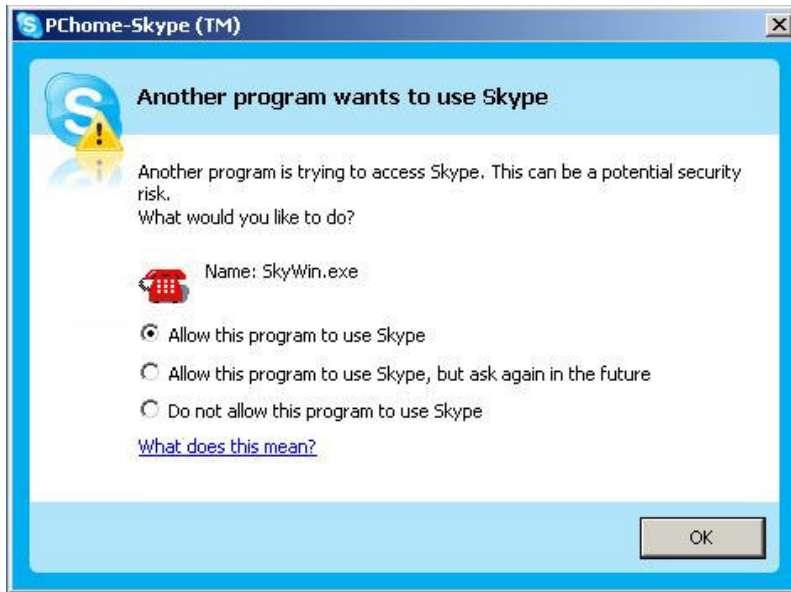 PChome-Skype (TM)
Another program wants to use Skype
Another program is trying to access Skype. This can be a potential security
risk.
What would you like to do?
Name: SkyWin.exe
Allow this program to use Skype
Allow this program to use Skype, but ask again in the future
Do not allow this program to use Skype
What does this mean?
OK